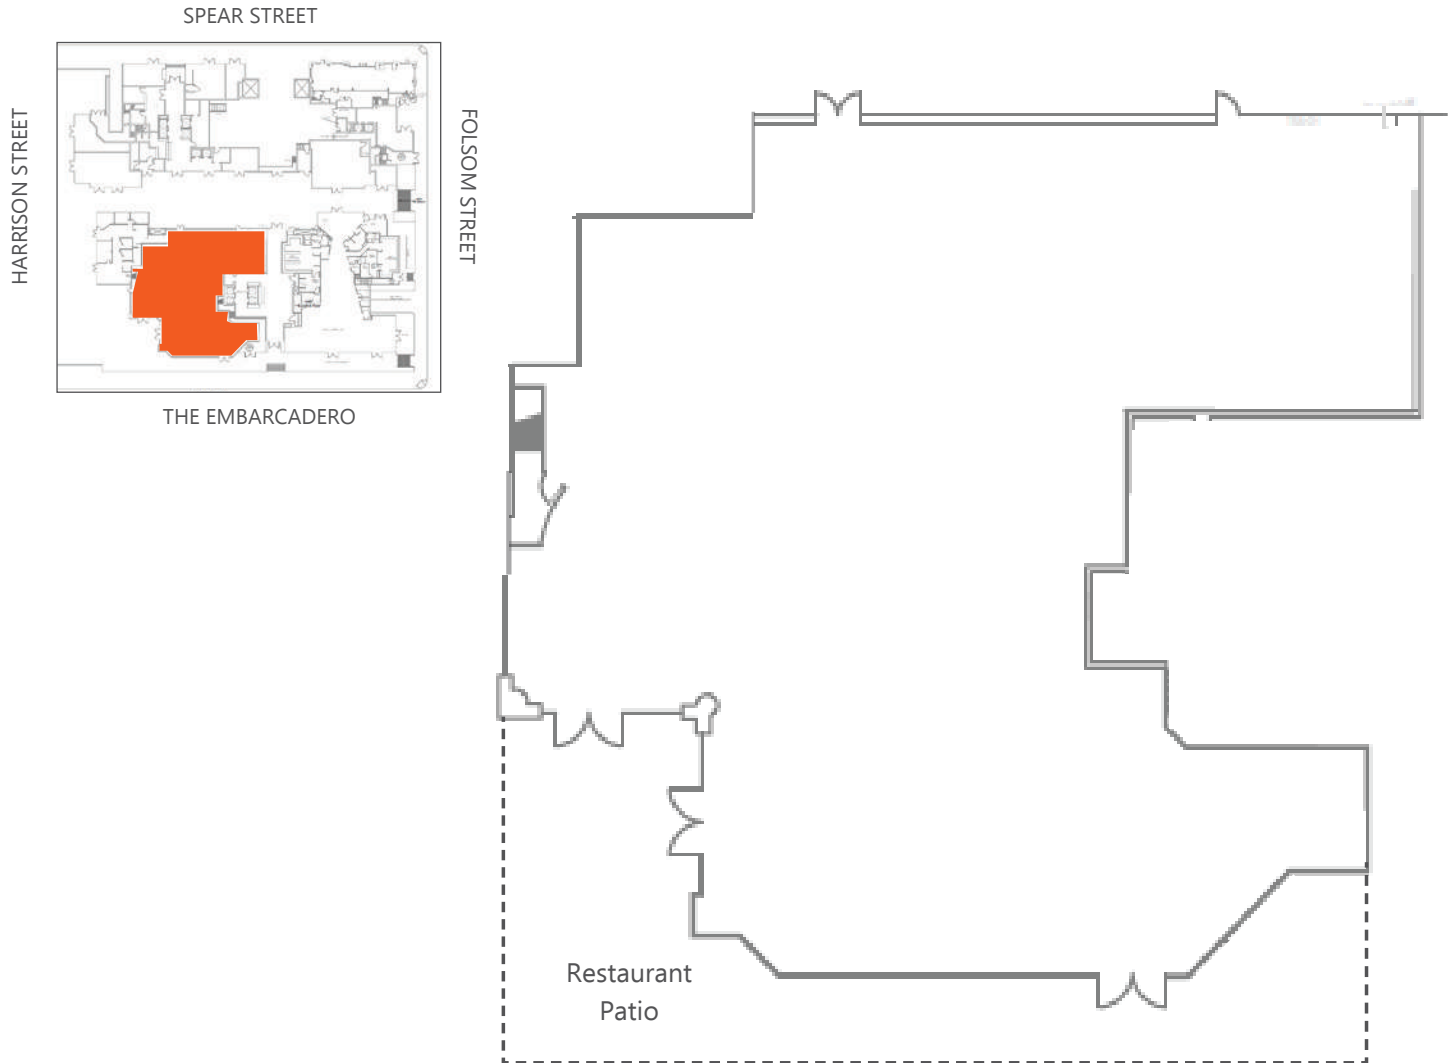 SPEAR STREET
HARRISON STREET
FOLSOM STREET
THE EMBARCADERO
Restaurant
Patio